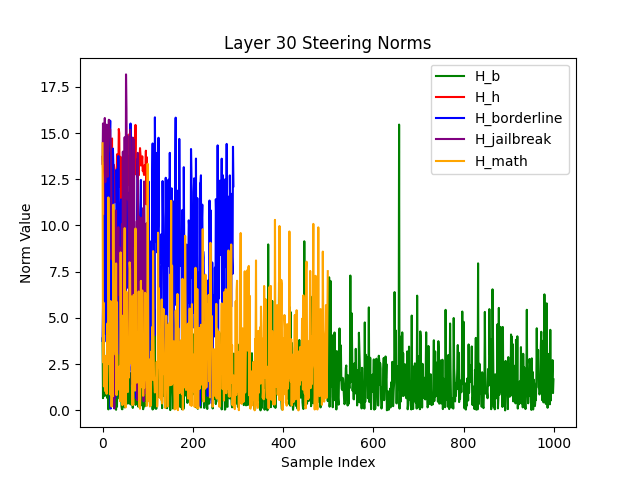 Layer 30 Steering Norms
H_b
H_h
H_borderline
H_jailbreak
H_math
Norm Value
17.5
15.0
12.5
10.0
7.5
5.0
2.5
0.0
0
200
400
600
800
1000
Sample Index